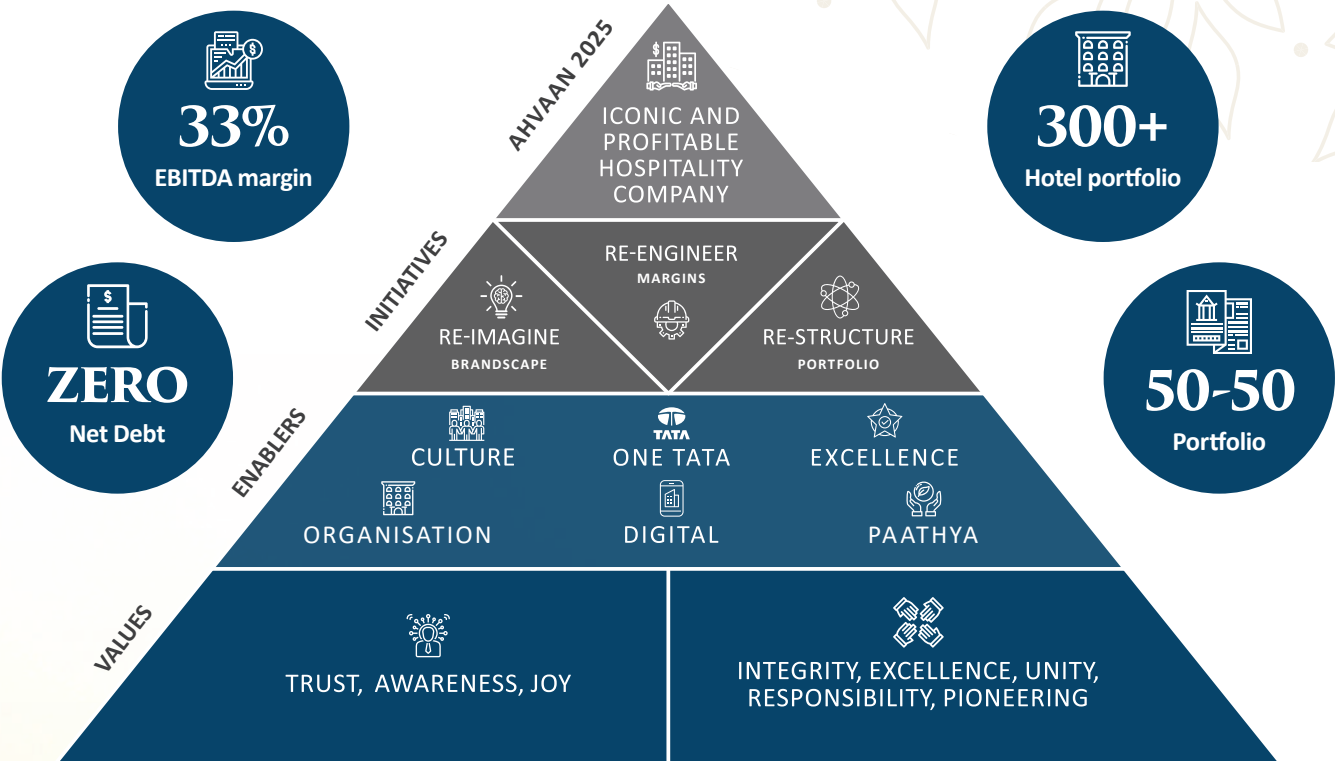 AHVAAN 2025
$
ICONIC AND
PROFITABLE
HOSPITALITY
COMPANY
$
33%
EBITDA margin
300+
Hotel portfolio
INITIATIVES
RE-ENGINEER
MARGINS
RE-IMAGINE
BRANDSCAPE
RE-STRUCTURE
PORTFOLIO
$
ZERO
Net Debt
50-50
Portfolio
ENABLERS
CULTURE
TATA
ONE TATA
EXCELLENCE
ORGANISATION
DIGITAL
PAATHYA
VALUES
TRUST, AWARENESS, JOY
INTEGRITY, EXCELLENCE, UNITY,
RESPONSIBILITY, PIONEERING